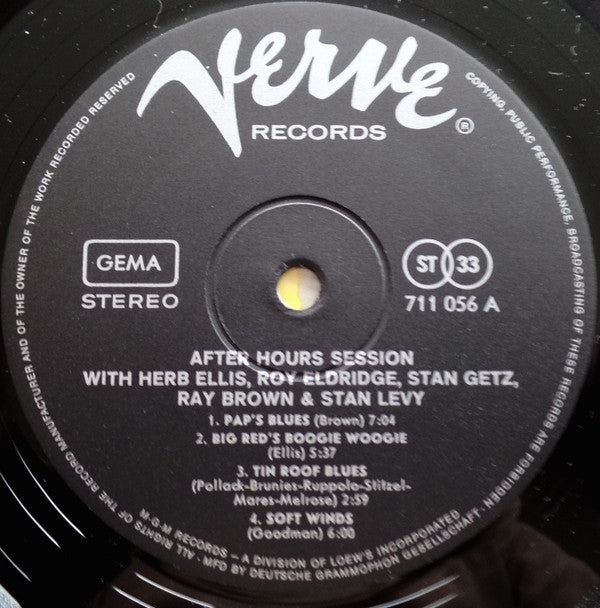 Verve
RECORDS ®
GEMA
STEREO
ST 33
711 056 A
AFTER HOURS SESSION
WITH HERB ELLIS, ROY ELDRIDGE, STAN GETZ,
RAY BROWN & STAN LEVY
1. PAP'S BLUES (Brown) 7:04
2. BIG RED'S BOOGIE WOOGIE
(Ellis) 5:37
3. TIN ROOF BLUES
(Pollack-Brunies-Ruppolo-Stitzel-
Mares-Melrose) 2:59
4. SOFT WINDS
(Goodman) 6:00
M-G-M RECORDS – A DIVISION OF LOEW'S INCORPORATED
ALL RIGHTS OF THE RECORD MANUFACTURER AND OF THE OWNER OF THE WORK RECORDED RESERVED
COPYING, PUBLIC PERFORMANCE, BROADCASTING OF THESE RECORDS ARE FORBIDDEN
· MFD BY DEUTSCHE GRAMMOPHON GESELLSCHAFT ·